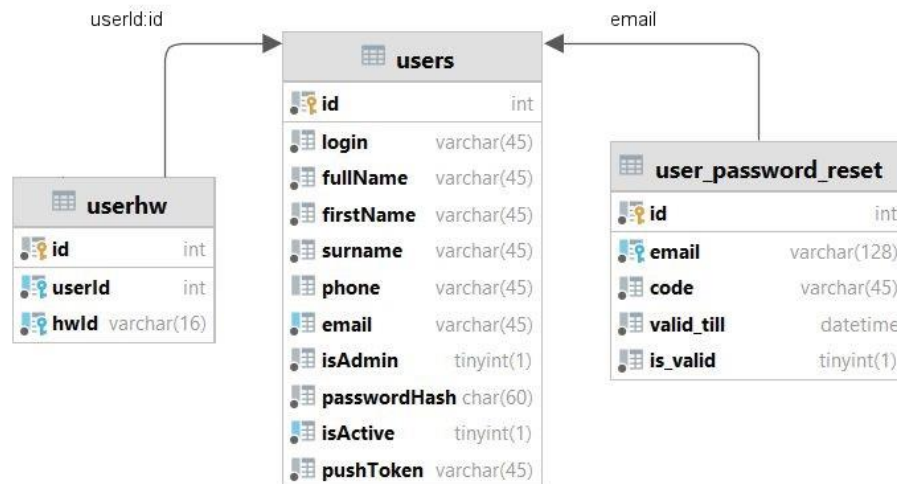 userId:id
email
users
id int
login varchar(45)
fullName varchar(45)
firstName varchar(45)
surname varchar(45)
phone varchar(45)
email varchar(45)
isAdmin tinyint(1)
passwordHash char(60)
isActive tinyint(1)
pushToken varchar(45)
userhw
id int
userId int
hwId varchar(16)
user_password_reset
id int
email varchar(128)
code varchar(45)
valid_till datetime
is_valid tinyint(1)